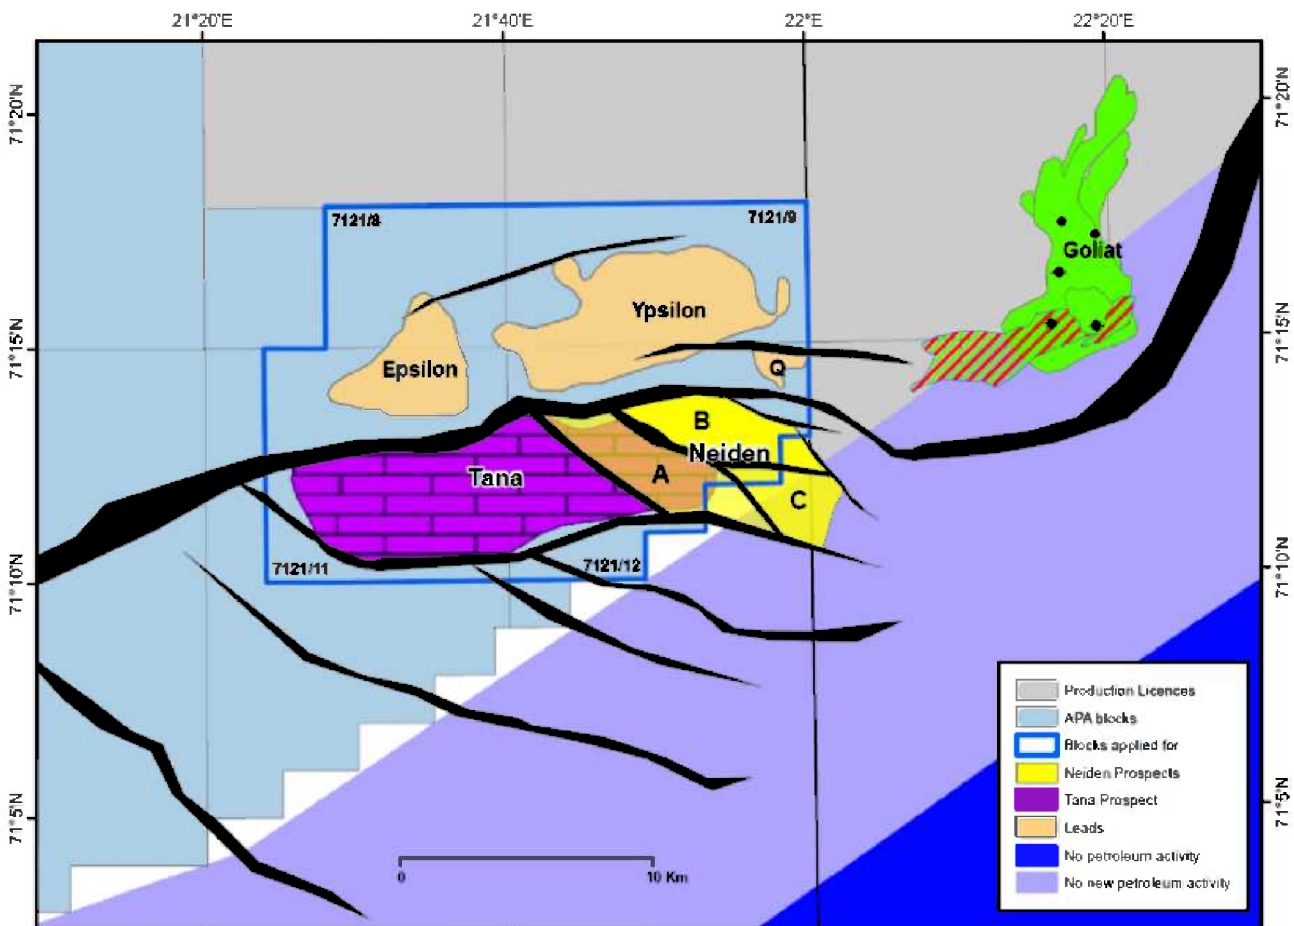 21°20'E 21°40'E 22°E 22°20'E
71°20'N 71°20'N
7121/8 7121/9
Goliat
Ypsilon
71°15'N 71°15'N
Epsilon Q
B
Neiden
Tana A
C
71°10'N 7121/11 7121/12 71°10'N
Production Licences
APA blocks
Blocks applied for
Neiden Prospects
71°5'N Tana Prospect 71°5'N
Leads
No petroleum activity
0 10 Km
No new petroleum activity